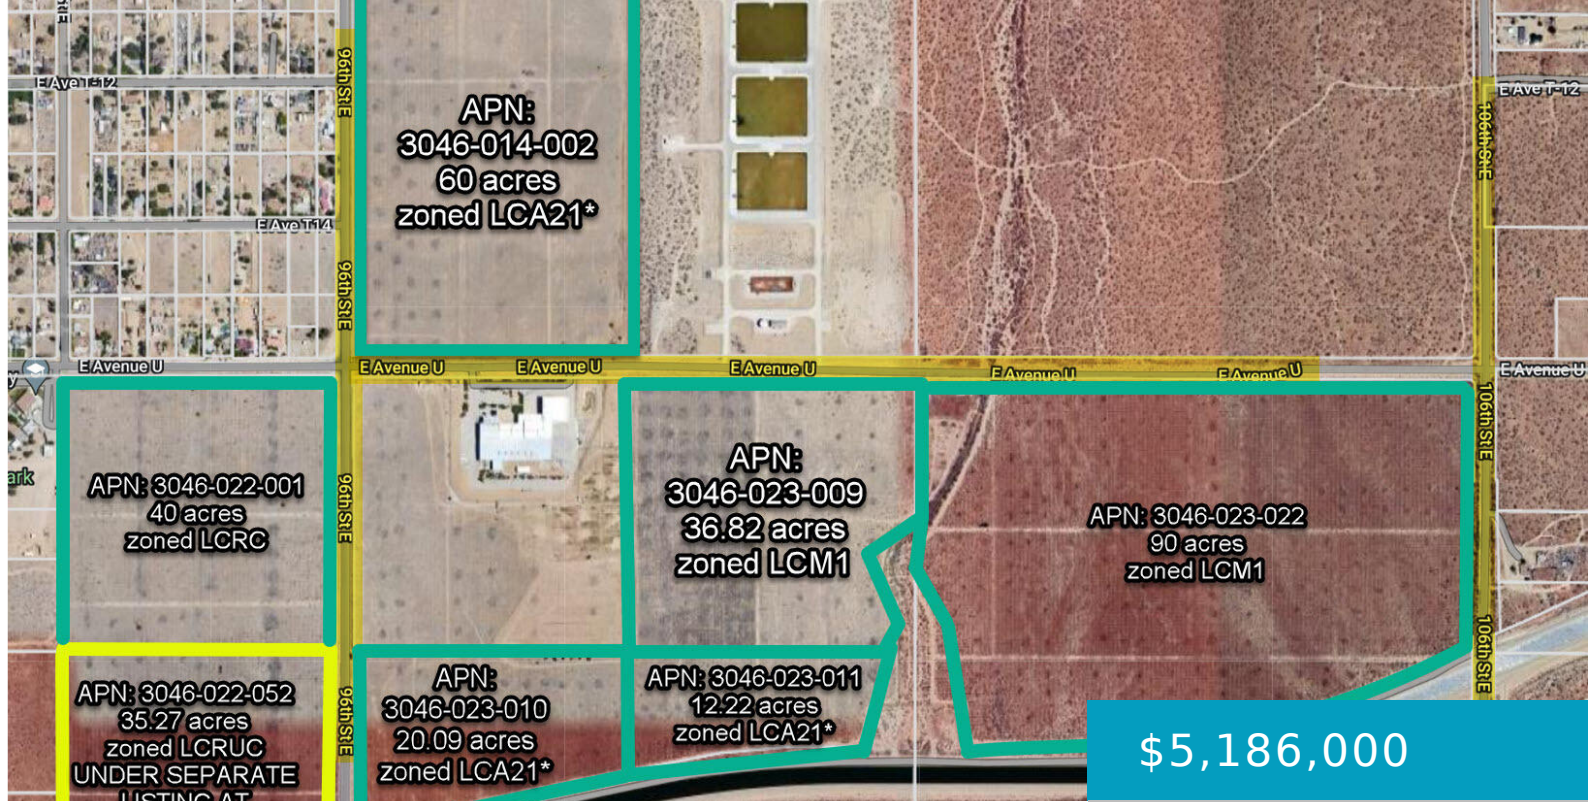 E Ave T-12
96th St E
APN:
3046-014-002
60 acres
zoned LCA21*
E Ave T-12
106th St E
E Ave T14
96th St E
E Avenue U
E Avenue U
E Avenue U
E Avenue U
E Avenue U
E Avenue U
E Avenue U
APN: 3046-022-001
40 acres
zoned LCRC
96th St E
APN:
3046-023-009
36.82 acres
zoned LCM1
APN: 3046-023-022
90 acres
zoned LCM1
106th St E
106th St E
APN: 3046-022-052
35.27 acres
zoned LCRUC
UNDER SEPARATE
LISTING AT
96th St E
APN:
3046-023-010
20.09 acres
zoned LCA21*
APN: 3046-023-011
12.22 acres
zoned LCA21*
$5,186,000